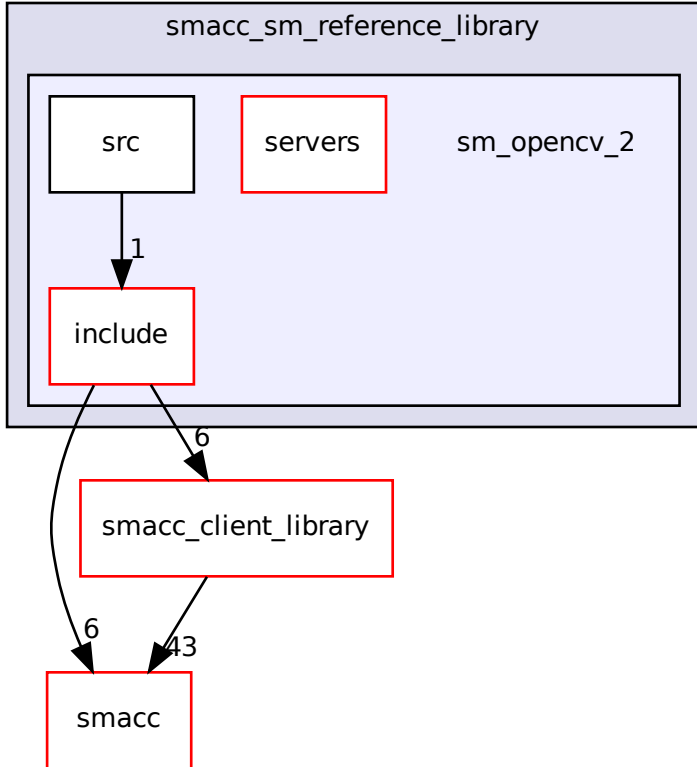 smacc_sm_reference_library
src
servers
sm_opencv_2
1
include
6
smacc_client_library
6
43
smacc